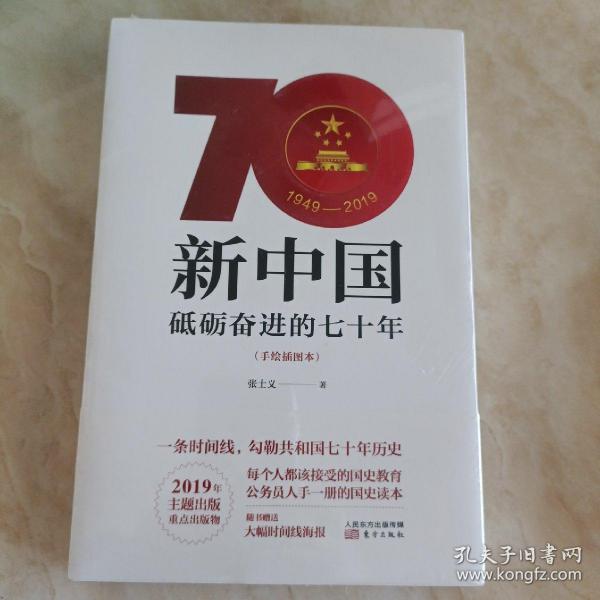 70
1949—2019
新中国
砥砺奋进的七十年
（手绘插图本）
张士义——著
一条时间线，勾勒共和国七十年历史
2019年
主题出版
重点出版物
每个人都该接受的国史教育
公务员人手一册的国史读本
随书赠送
大幅时间线海报
人民东方出版传媒
东方出版社
孔夫子旧书网
www.kongfz.com